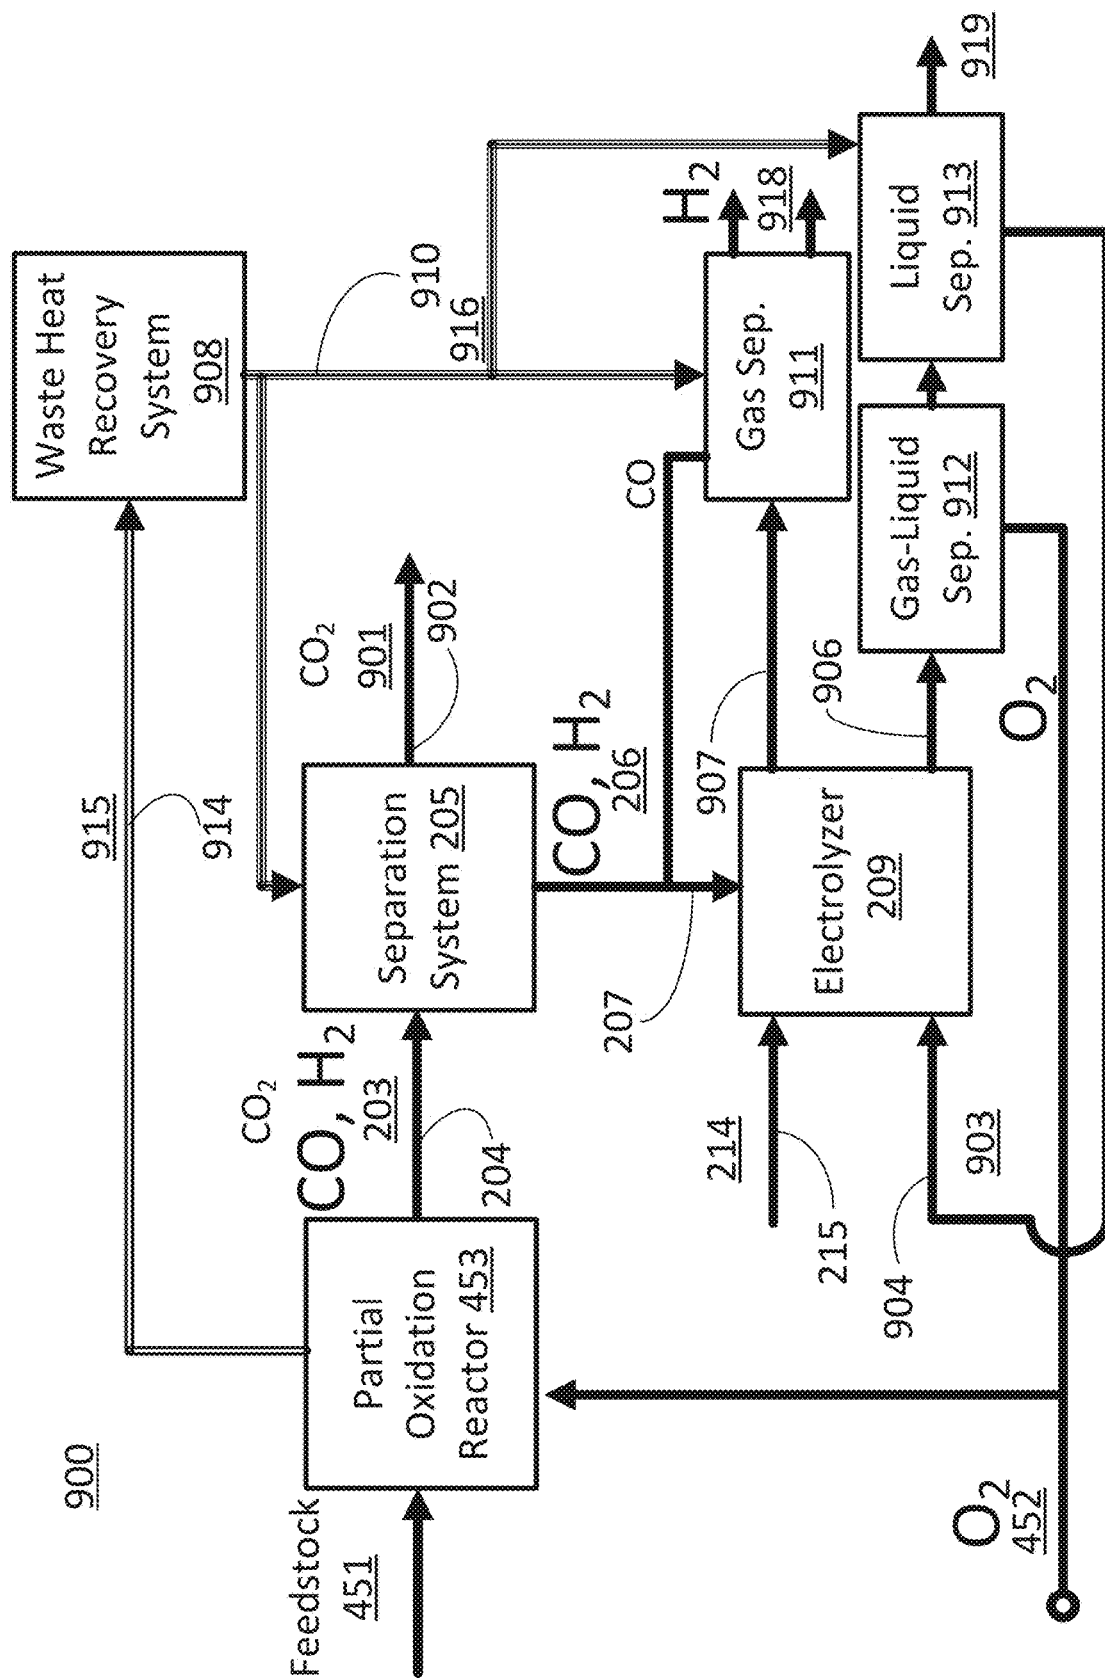 900
Feedstock
451
Partial
Oxidation
Reactor 453
CO₂
CO, H₂
203
204
915
914
Waste Heat
Recovery
System
908
Separation
System 205
CO₂
901
902
910
916
CO, H₂
206
207
CO
H₂
918
Gas Sep.
911
214
215
Electrolyzer
209
907
906
904
903
Gas-Liquid
Sep. 912
Liquid
Sep. 913
919
O₂
O₂
452